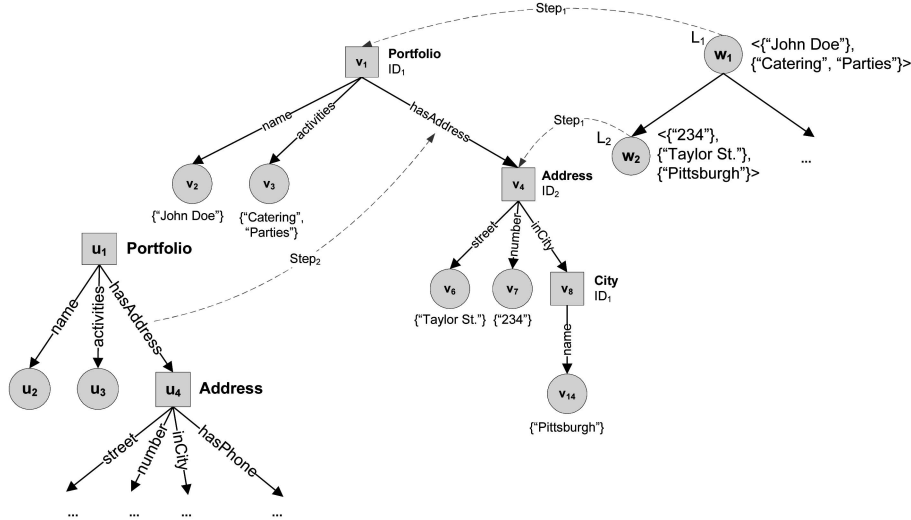 Step1
L1
w1
<{“John Doe”},
{“Catering”, “Parties”}>
v1
Portfolio
ID1
name
activities
hasAddress
Step1
L2
w2
<{“234”},
{“Taylor St.”},
{“Pittsburgh”}>
...
v2
v3
{“John Doe”}
{“Catering”,
“Parties”}
v4
Address
ID2
street
number
inCity
Step2
u1
Portfolio
name
activities
hasAddress
v6
v7
v8
City
ID1
{“Taylor St.”}
{“234”}
name
u2
u3
u4
Address
v14
{“Pittsburgh”}
street
number
inCity
hasPhone
...
...
...
...